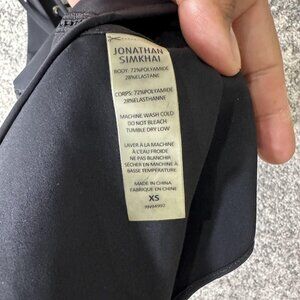 JONATHAN
SIMKHAI
BODY: 72%POLYAMIDE
28%ELASTANE
CORPS: 72%POLYAMIDE
28%ELASTHANNE
MACHINE WASH COLD
DO NOT BLEACH
TUMBLE DRY LOW
LAVER À LA MACHINE
À L'EAU FROIDE
NE PAS BLANCHIR
SÉCHER EN MACHINE À
BASSE TEMPÉRATURE
MADE IN CHINA
FABRIQUÉ EN CHINE
XS